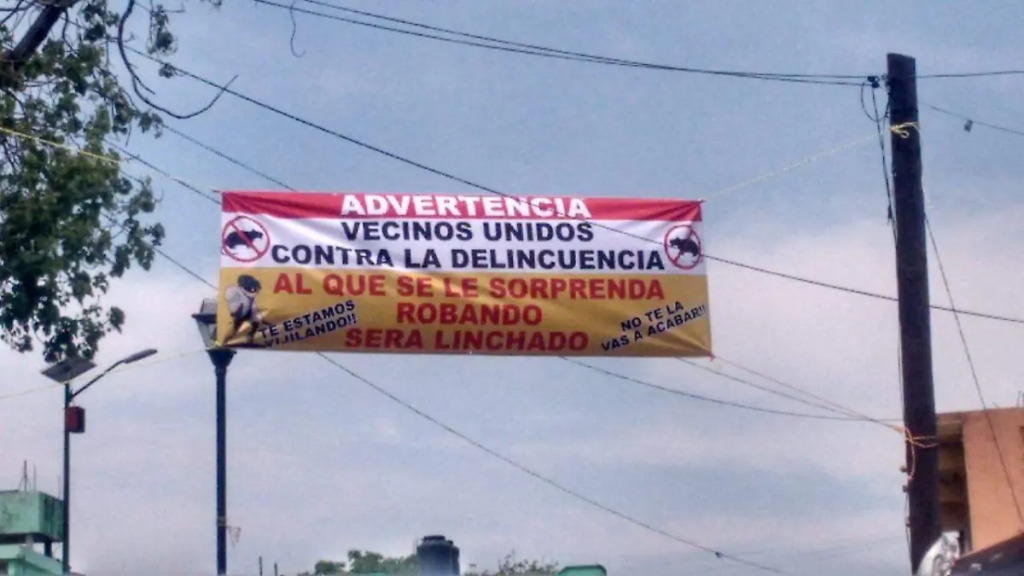 ADVERTENCIA
VECINOS UNIDOS
CONTRA LA DELINCUENCIA
AL QUE SE LE SORPRENDA
ROBANDO
SERA LINCHADO
TE ESTAMOS
VIJILANDO!!
NO TE LA
VAS A ACABAR!!